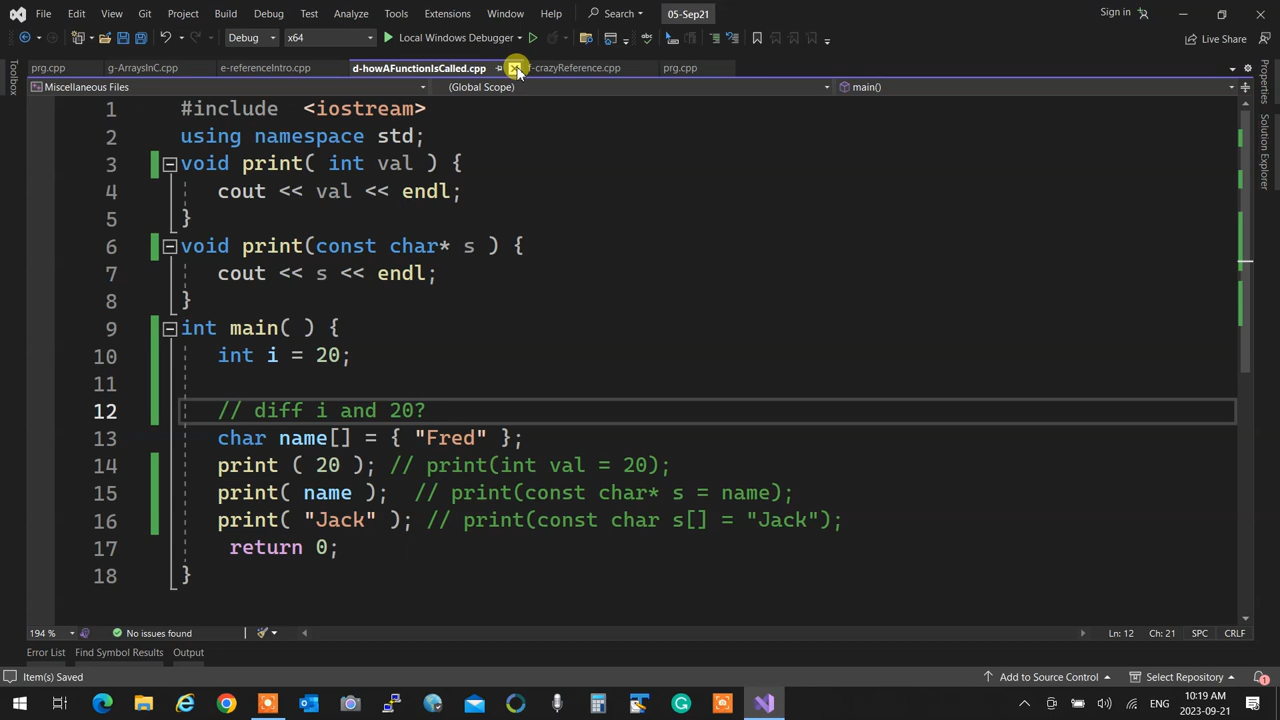 File Edit View Git Project Build Debug Test Analyze Tools Extensions Window Help Search 05-Sep21 Sign in
Debug x64 Local Windows Debugger Live Share
prg.cpp g-ArraysInC.cpp e-referenceIntro.cpp d-howAFunctionIsCalled.cpp f-crazyReference.cpp prg.cpp
Miscellaneous Files (Global Scope) main()
Toolbox
Properties
Solution Explorer
1 #include <iostream>
2 using namespace std;
3 void print( int val ) {
4 cout << val << endl;
5 }
6 void print(const char* s ) {
7 cout << s << endl;
8 }
9 int main( ) {
10 int i = 20;
11
12 // diff i and 20?
13 char name[] = { "Fred" };
14 print ( 20 ); // print(int val = 20);
15 print( name ); // print(const char* s = name);
16 print( "Jack" ); // print(const char s[] = "Jack");
17 return 0;
18 }
194 % No issues found Ln: 12 Ch: 21 SPC CRLF
Error List Find Symbol Results Output
Item(s) Saved Add to Source Control Select Repository 1
ENG 10:19 AM
2023-09-21